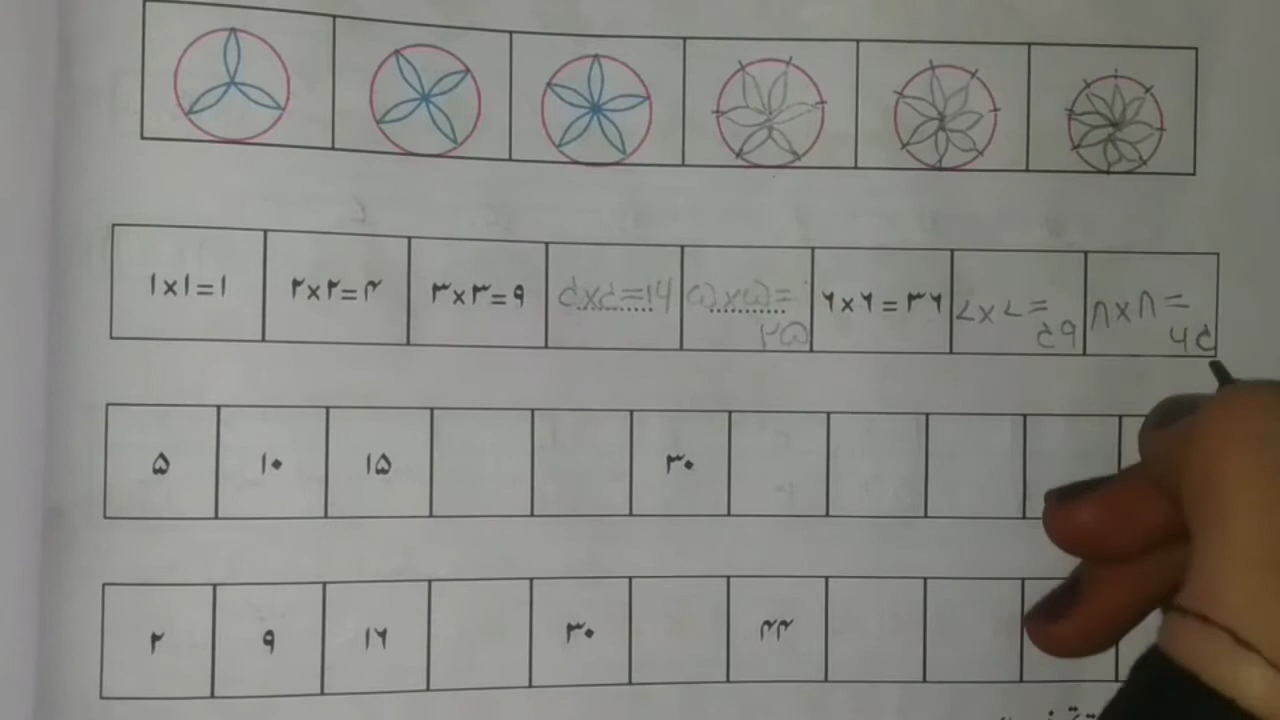 ۱×۱=۱ ۲×۲=۴ ۳×۳=۹ ۴×۴=۱۶ ۵×۵= ۶×۶=۳۶ ۷×۷= ۸×۸=
۲۵ ۴۹ ۶۴
۵ ۱۰ ۱۵ ۳۰
۲ ۹ ۱۶ ۳۰ ۴۴